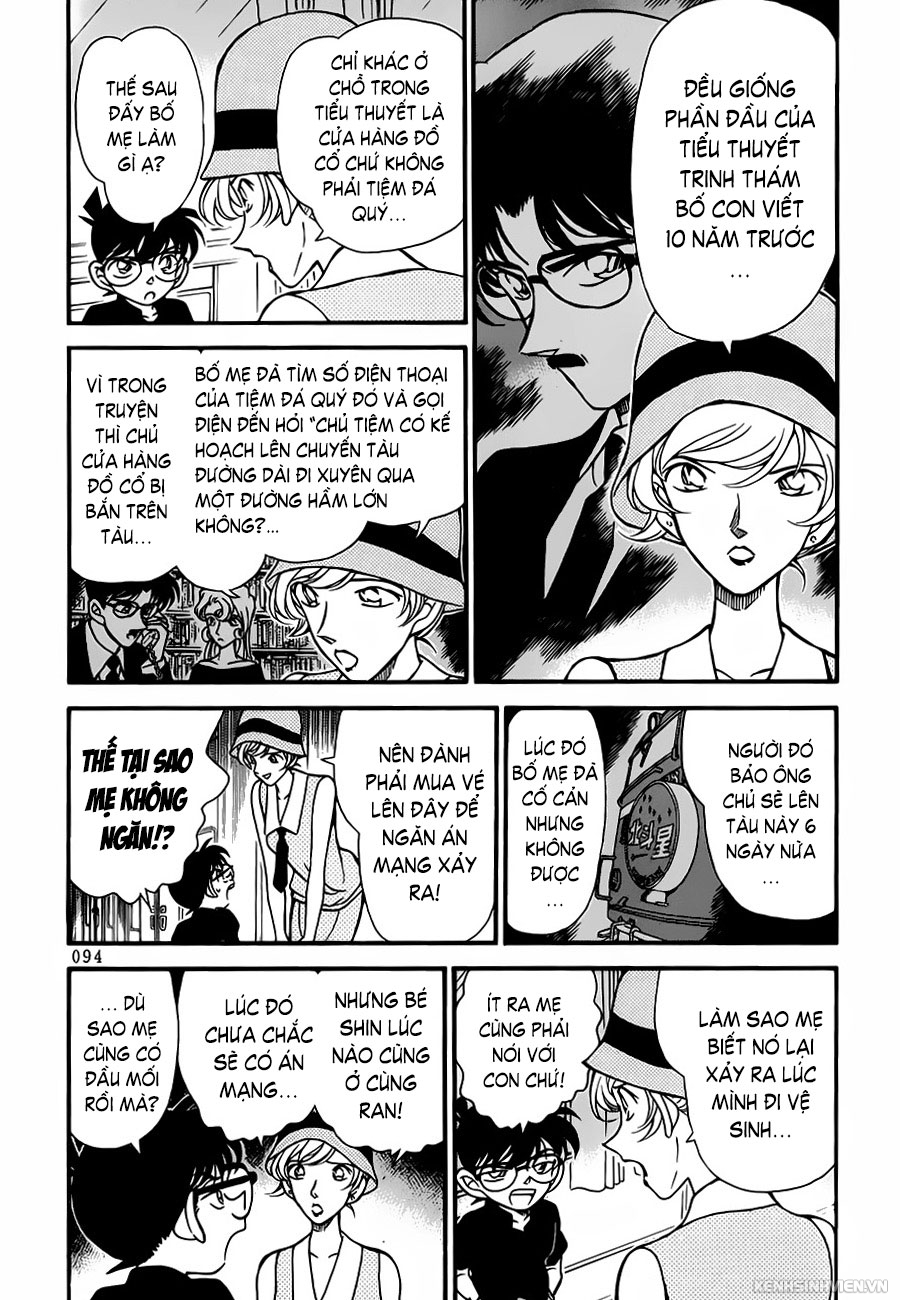 ĐỀU GIỐNG
PHẦN ĐẦU CỦA
TIỂU THUYẾT
TRINH THÁM
BỐ CON VIẾT
10 NĂM TRƯỚC
...
CHỈ KHÁC Ở
CHỔ TRONG
TIỂU THUYẾT LÀ
CỬA HÀNG ĐỒ
CỔ CHỨ KHÔNG
PHẢI TIỆM ĐÁ
QUÝ...
THẾ SAU
ĐẤY BỐ
MẸ LÀM
GÌ Ạ?
BỐ MẸ ĐÃ TÌM SỐ ĐIỆN THOẠI
CỦA TIỆM ĐÁ QUÝ ĐÓ VÀ GỌI
ĐIỆN ĐẾN HỎI "CHỦ TIỆM CÓ KẾ
HOẠCH LÊN CHUYẾN TÀU
ĐƯỜNG DÀI ĐI XUYÊN QUA
MỘT ĐƯỜNG HẦM LỚN
KHÔNG?...
VÌ TRONG
TRUYỆN
THÌ CHỦ
CỬA HÀNG
ĐỒ CỔ BỊ
BẮN TRÊN
TÀU...
NGƯỜI ĐÓ
BẢO ÔNG
CHỦ SẼ LÊN
TÀU NÀY 6
NGÀY NỮA
...
LÚC ĐÓ
BỐ MẸ ĐÃ
CỐ CẢN
NHƯNG
KHÔNG
ĐƯỢC
...
NÊN ĐÀNH
PHẢI MUA VÉ
LÊN ĐÂY ĐỂ
NGĂN ÁN
MẠNG XẢY
RA!
THẾ TẠI SAO
MẸ KHÔNG
NGĂN!?
094
LÀM SAO MẸ
BIẾT NÓ LẠI
XẢY RA LÚC
MÌNH ĐI VỆ
SINH...
ÍT RA MẸ
CŨNG PHẢI
NÓI VỚI
CON CHỨ!
NHƯNG BÉ
SHIN LÚC
NÀO CŨNG
Ở CÙNG
RAN!
LÚC ĐÓ
CHƯA CHẮC
SẼ CÓ ÁN
MẠNG...
... DÙ
SAO MẸ
CŨNG CÓ
ĐẦU MỐI
RỒI MÀ?
KENHSINHVIEN.VN